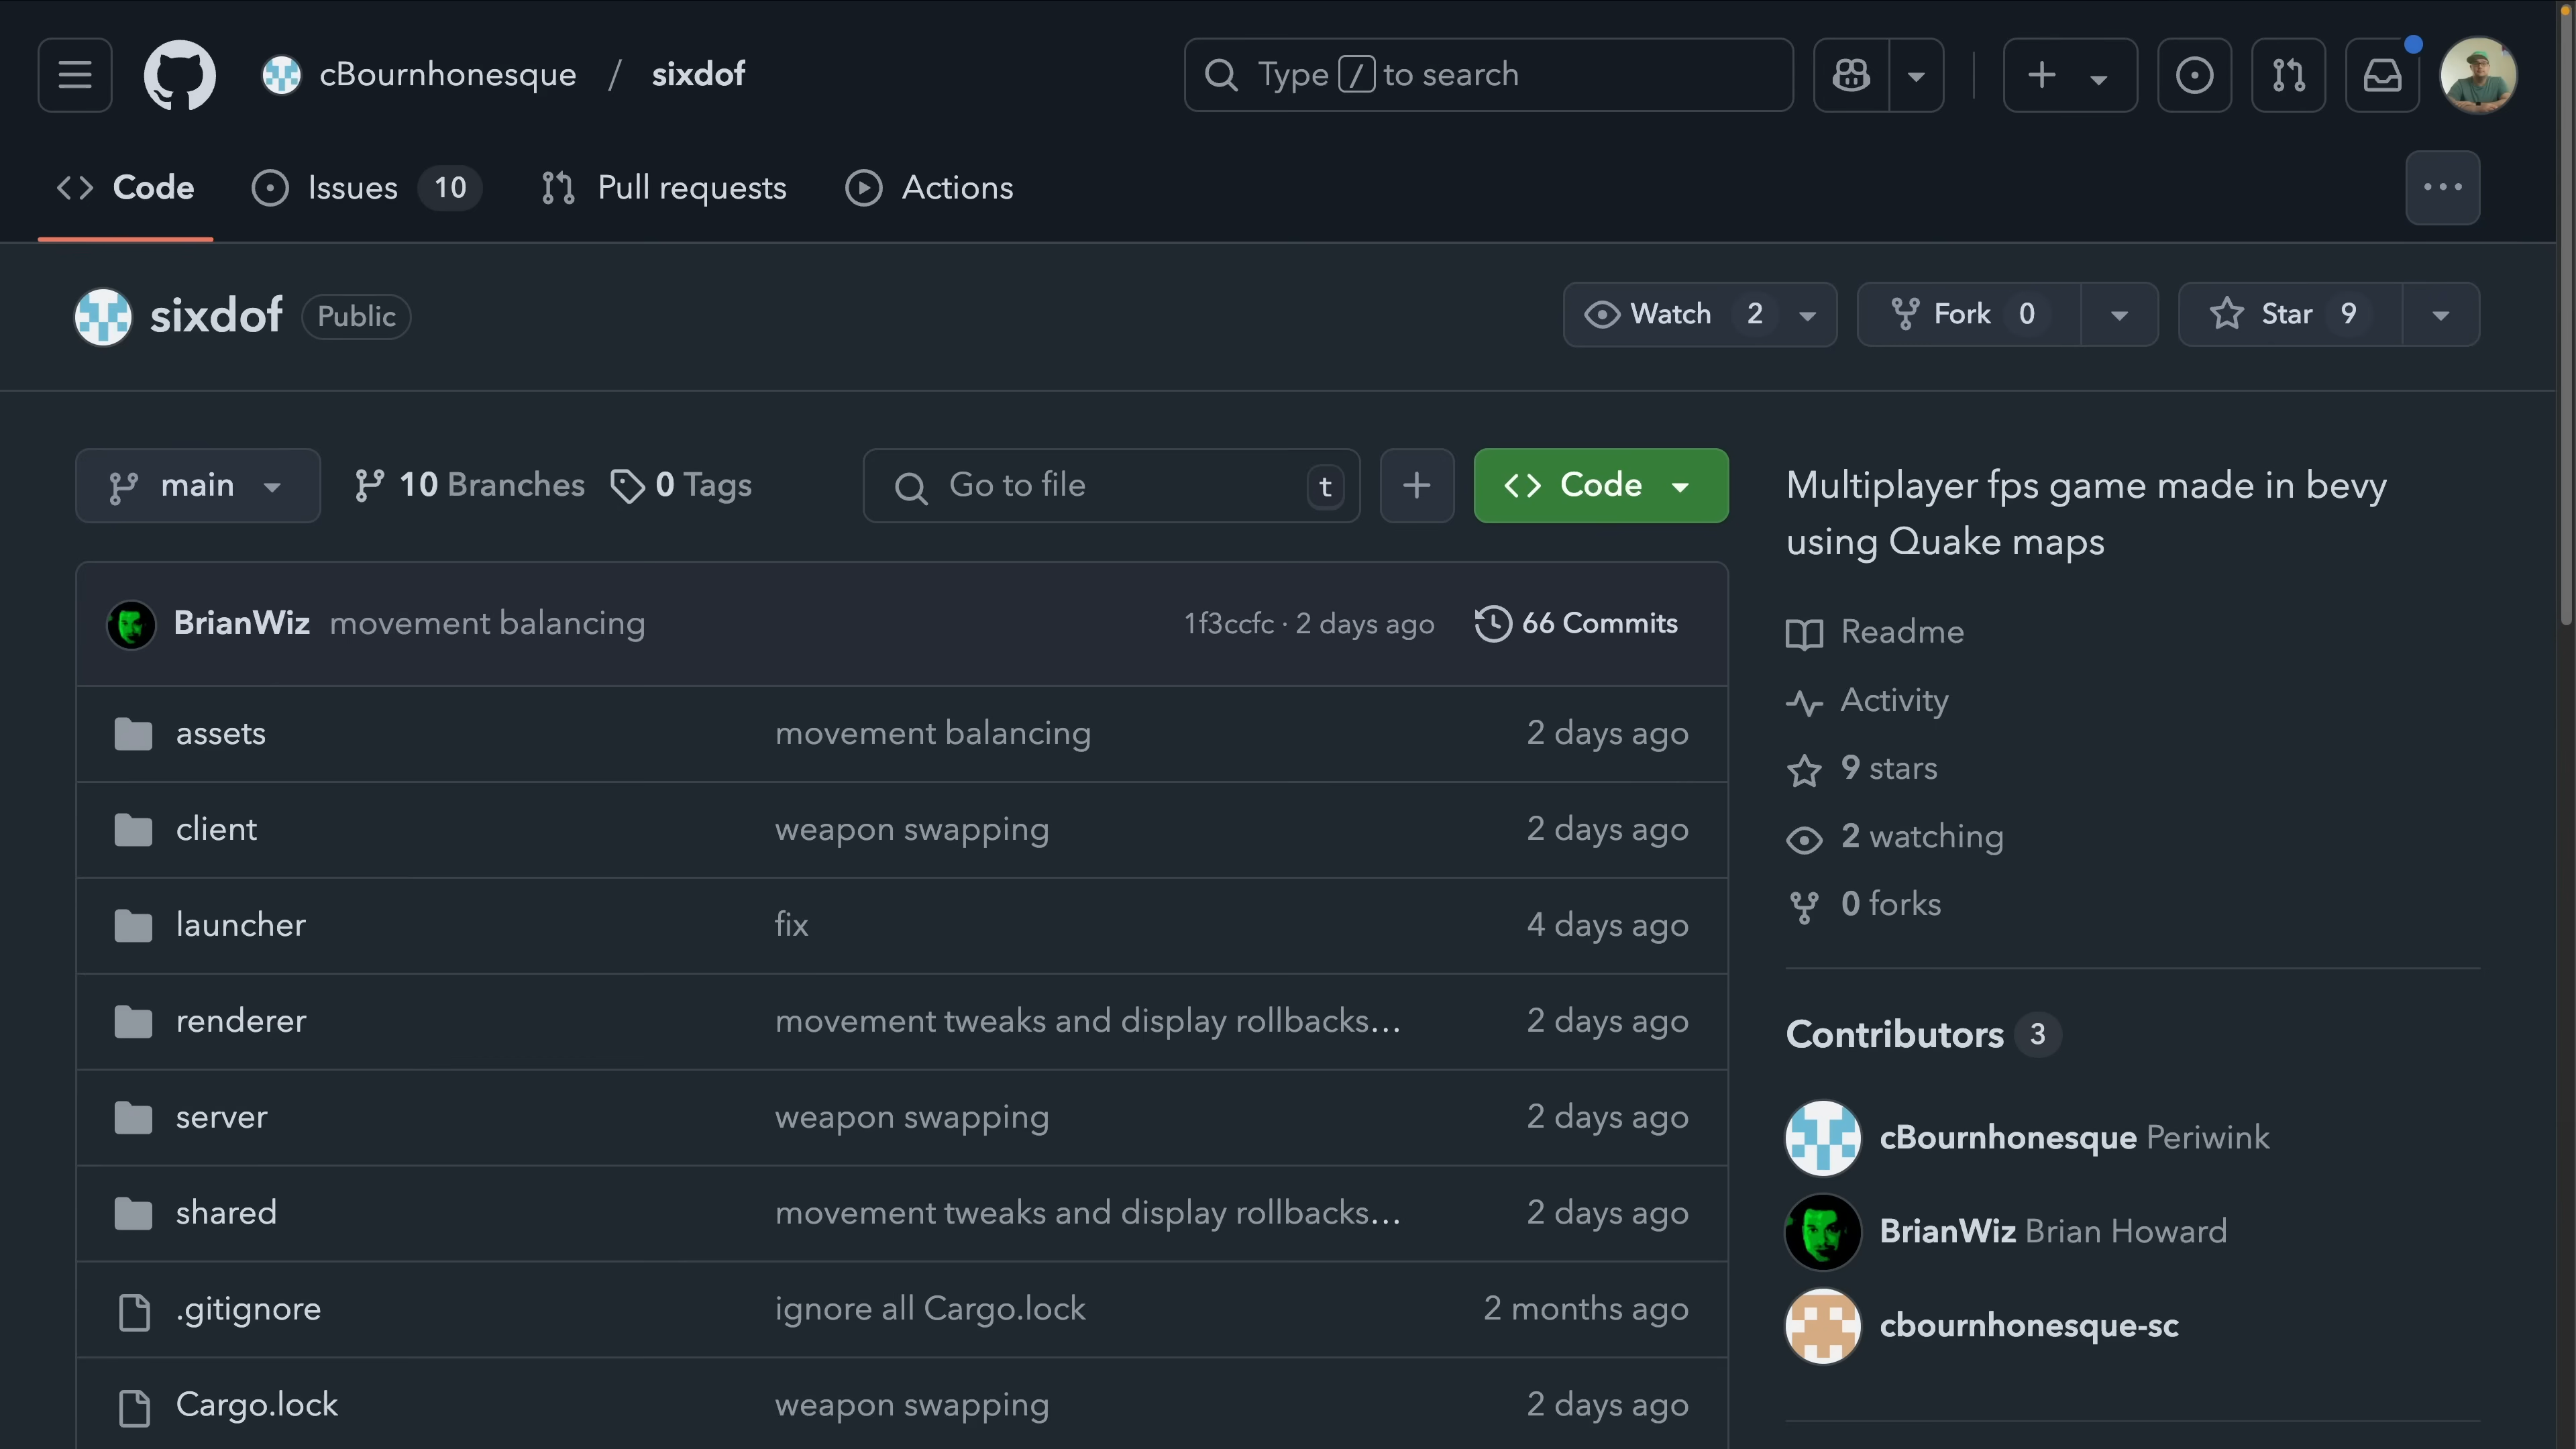 cBournhonesque / sixdof
Type / to search
Code Issues 10 Pull requests Actions
sixdof Public
Watch 2 Fork 0 Star 9
main 10 Branches 0 Tags Go to file t Code
Multiplayer fps game made in bevy
using Quake maps
BrianWiz movement balancing 1f3ccfc · 2 days ago 66 Commits
assets movement balancing 2 days ago
client weapon swapping 2 days ago
launcher fix 4 days ago
renderer movement tweaks and display rollbacks… 2 days ago
server weapon swapping 2 days ago
shared movement tweaks and display rollbacks… 2 days ago
.gitignore ignore all Cargo.lock 2 months ago
Cargo.lock weapon swapping 2 days ago
Readme
Activity
9 stars
2 watching
0 forks
Contributors 3
cBournhonesque Periwink
BrianWiz Brian Howard
cbournhonesque-sc